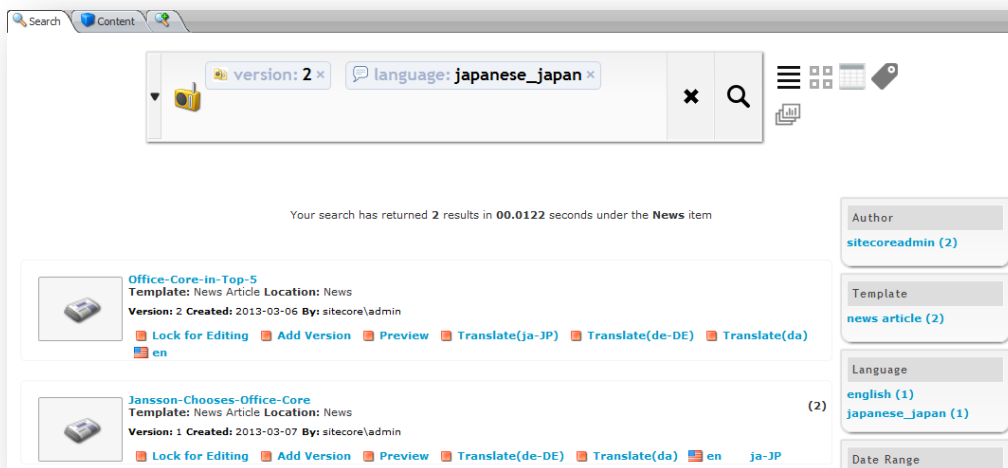 Search Content
version: 2 × language: japanese_japan ×
Your search has returned 2 results in 00.0122 seconds under the News item
Office-Core-in-Top-5
Template: News Article Location: News
Version: 2 Created: 2013-03-06 By: sitecore\admin
Lock for Editing Add Version Preview Translate(ja-JP) Translate(de-DE) Translate(da)
en
Jansson-Chooses-Office-Core
(2)
Template: News Article Location: News
Version: 1 Created: 2013-03-07 By: sitecore\admin
Lock for Editing Add Version Preview Translate(de-DE) Translate(da) en ja-JP
Author
sitecoreadmin (2)
Template
news article (2)
Language
english (1)
japanese_japan (1)
Date Range